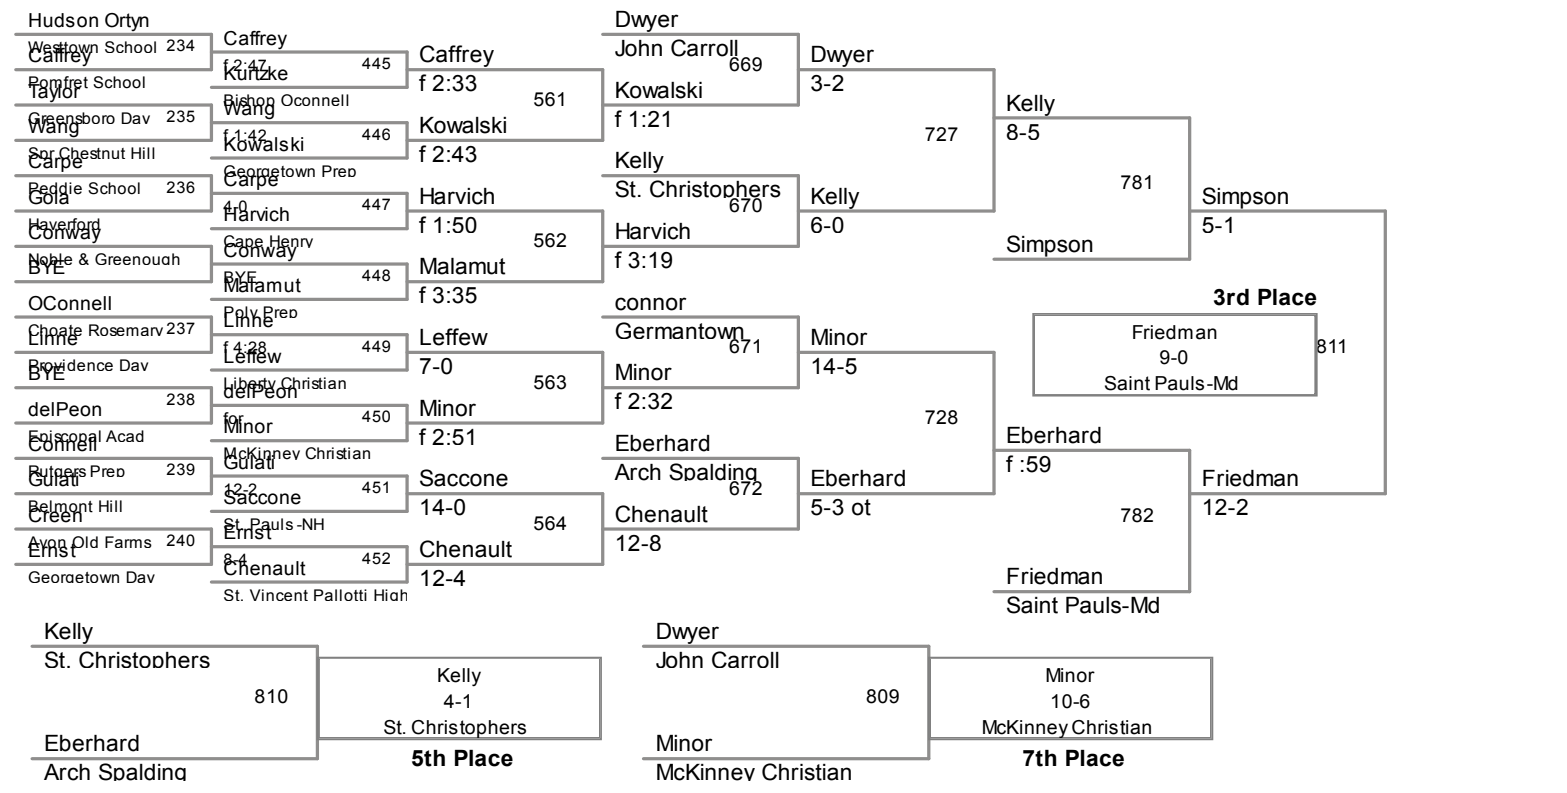 Hudson Ortyn
Westtown School 234
Caffrey
Pomfret School
Taylor
Greensboro Day 235
Wang
Spr Chestnut Hill
Carpe
Peddie School 236
Gola
Haverford
Conway
Noble & Greenough
BYE
OConnell
Choate Rosemary 237
Linne
Providence Day
BYE
238
delPeon
Episcopal Acad
Connell
Rutgers Prep 239
Gulati
Belmont Hill
Creen
Avon Old Farms 240
Ernst
Georgetown Day
Caffrey
f 2:47 445
Kurtzke
Bishop Oconnell
Wang
f 1:42 446
Kowalski
Georgetown Prep
Carpe
4-0 447
Harvich
Cape Henry
Conway
BYE 448
Malamut
Poly Prep
Linne
f 4:28 449
Leffew
Liberty Christian
delPeon
for 450
Minor
McKinney Christian
Gulati
12-2 451
Saccone
St. Pauls -NH
Ernst
8-4 452
Chenault
St. Vincent Pallotti High
Caffrey
f 2:33
561
Kowalski
f 2:43
Harvich
f 1:50
562
Malamut
f 3:35
Leffew
7-0
563
Minor
f 2:51
Saccone
14-0
564
Chenault
12-4
Dwyer
John Carroll
669
Kowalski
f 1:21
Kelly
St. Christophers
670
Harvich
f 3:19
connor
Germantown
671
Minor
f 2:32
Eberhard
Arch Spalding
672
Chenault
12-8
Dwyer
3-2
727
Kelly
6-0
Minor
14-5
728
Eberhard
5-3 ot
Kelly
8-5
781
Simpson
Eberhard
f :59
782
Friedman
Saint Pauls-Md
Simpson
5-1
3rd Place
Friedman
9-0
Saint Pauls-Md
811
Friedman
12-2
Kelly
St. Christophers
810
Eberhard
Arch Spalding
Kelly
4-1
St. Christophers
5th Place
Dwyer
John Carroll
809
Minor
McKinney Christian
Minor
10-6
McKinney Christian
7th Place